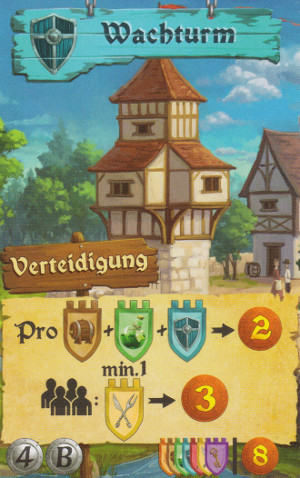 Wachturm
Verteidigung
Pro + + 2
min.1
: 3
4 B 8